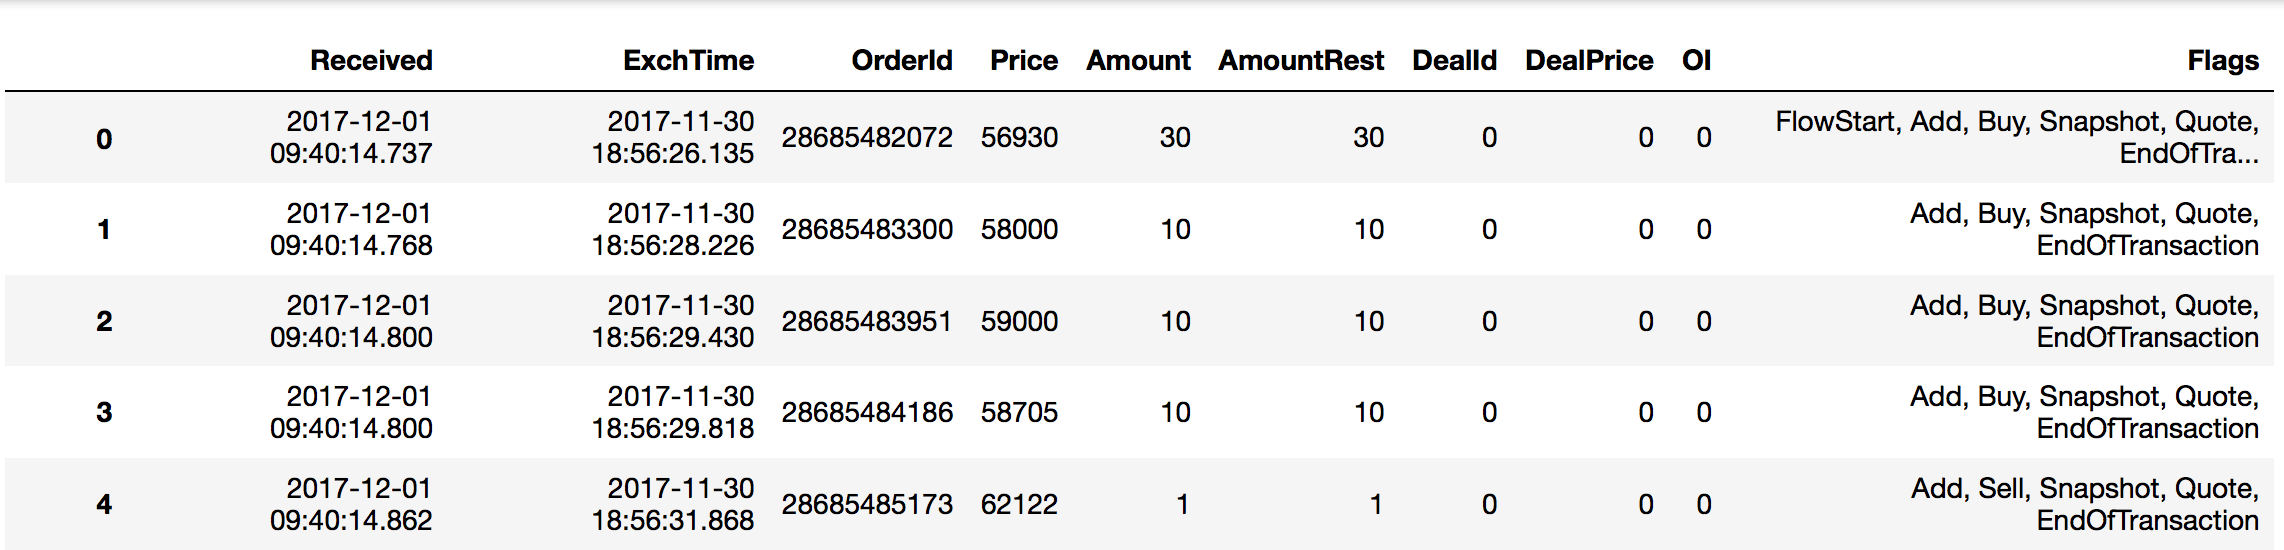 Received ExchTime OrderId Price Amount AmountRest DealId DealPrice OI Flags
0 2017-12-01 09:40:14.737 2017-11-30 18:56:26.135 28685482072 56930 30 30 0 0 0 FlowStart, Add, Buy, Snapshot, Quote, EndOfTra...
1 2017-12-01 09:40:14.768 2017-11-30 18:56:28.226 28685483300 58000 10 10 0 0 0 Add, Buy, Snapshot, Quote, EndOfTransaction
2 2017-12-01 09:40:14.800 2017-11-30 18:56:29.430 28685483951 59000 10 10 0 0 0 Add, Buy, Snapshot, Quote, EndOfTransaction
3 2017-12-01 09:40:14.800 2017-11-30 18:56:29.818 28685484186 58705 10 10 0 0 0 Add, Buy, Snapshot, Quote, EndOfTransaction
4 2017-12-01 09:40:14.862 2017-11-30 18:56:31.868 28685485173 62122 1 1 0 0 0 Add, Sell, Snapshot, Quote, EndOfTransaction